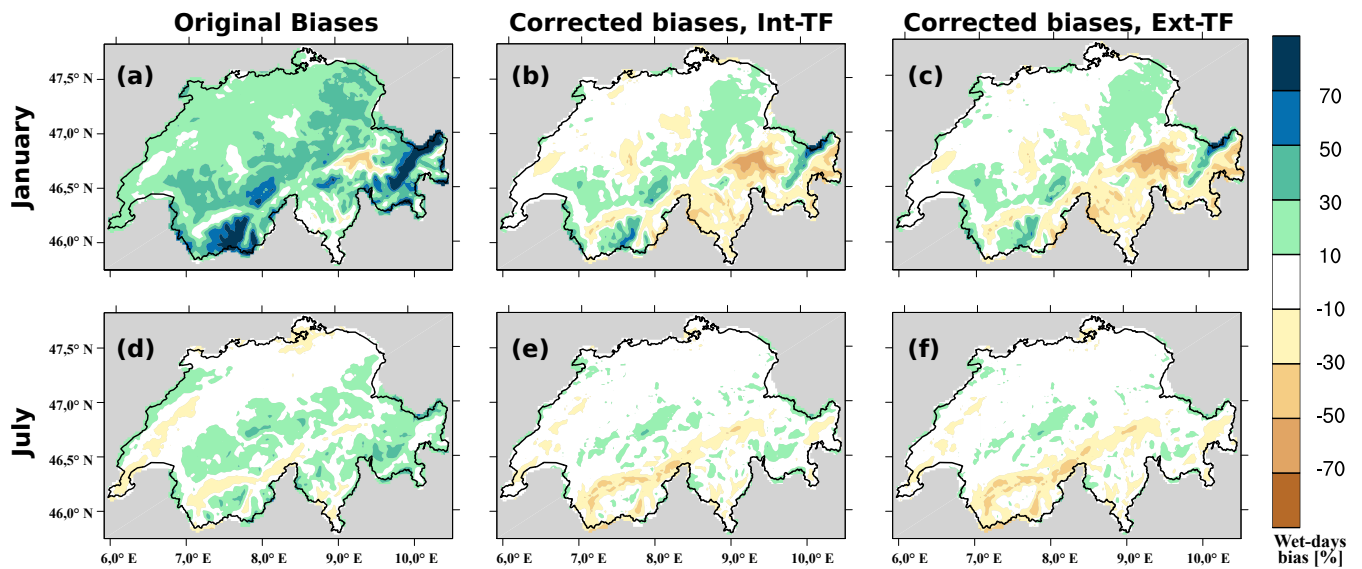 Original Biases
Corrected biases, Int-TF
Corrected biases, Ext-TF
January
(a)
(b)
(c)
47,5° N
47,0° N
46,5° N
46,0° N
July
(d)
(e)
(f)
47,5° N
47,0° N
46,5° N
46,0° N
6,0° E 7,0° E 8,0° E 9,0° E 10,0° E
6,0° E 7,0° E 8,0° E 9,0° E 10,0° E
6,0° E 7,0° E 8,0° E 9,0° E 10,0° E
70
50
30
10
-10
-30
-50
-70
Wet-days
bias [%]